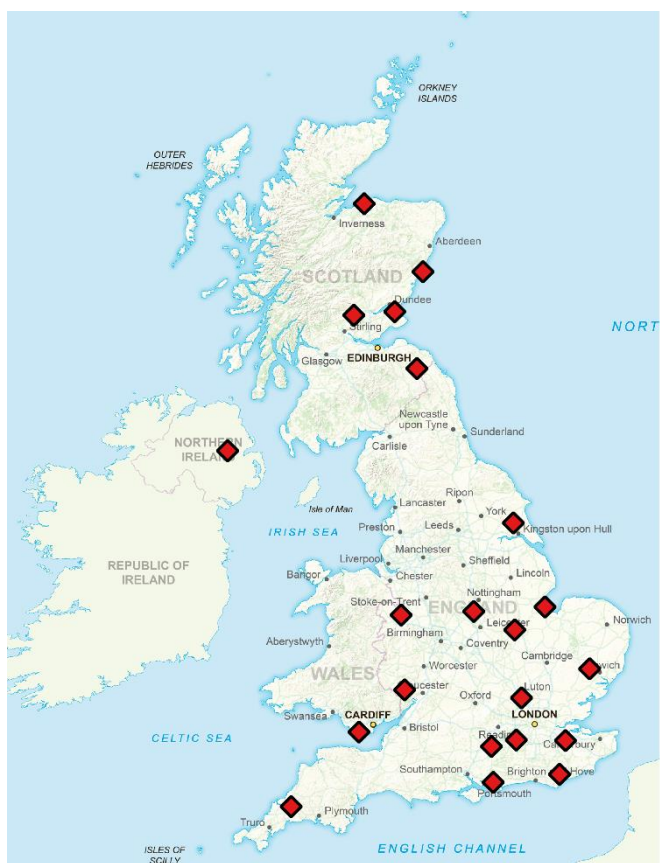 ORKNEY
ISLANDS
OUTER
HEBRIDES
Inverness
Aberdeen
SCOTLAND
Dundee
Stirling
NORT
Glasgow
EDINBURGH
Newcastle
upon Tyne
Sunderland
Carlisle
NORTHERN
Isle of Man
Lancaster
Ripon
York
IRISH SEA
Preston
Leeds
Kingston upon Hull
Manchester
Liverpool
Sheffield
REPUBLIC OF
IRELAND
Bangor
Chester
Lincoln
Stoke-on-Trent
Nottingham
ENGLAND
Norwich
Birmingham
Aberystwyth
Coventry
Cambridge
WALES
Worcester
Oxford
Luton
Swansea
CARDIFF
LONDON
CELTIC SEA
Bristol
Southampton
Brighton
Hove
Portsmouth
Plymouth
Truro
ISLES OF
SCILLY
ENGLISH CHANNEL